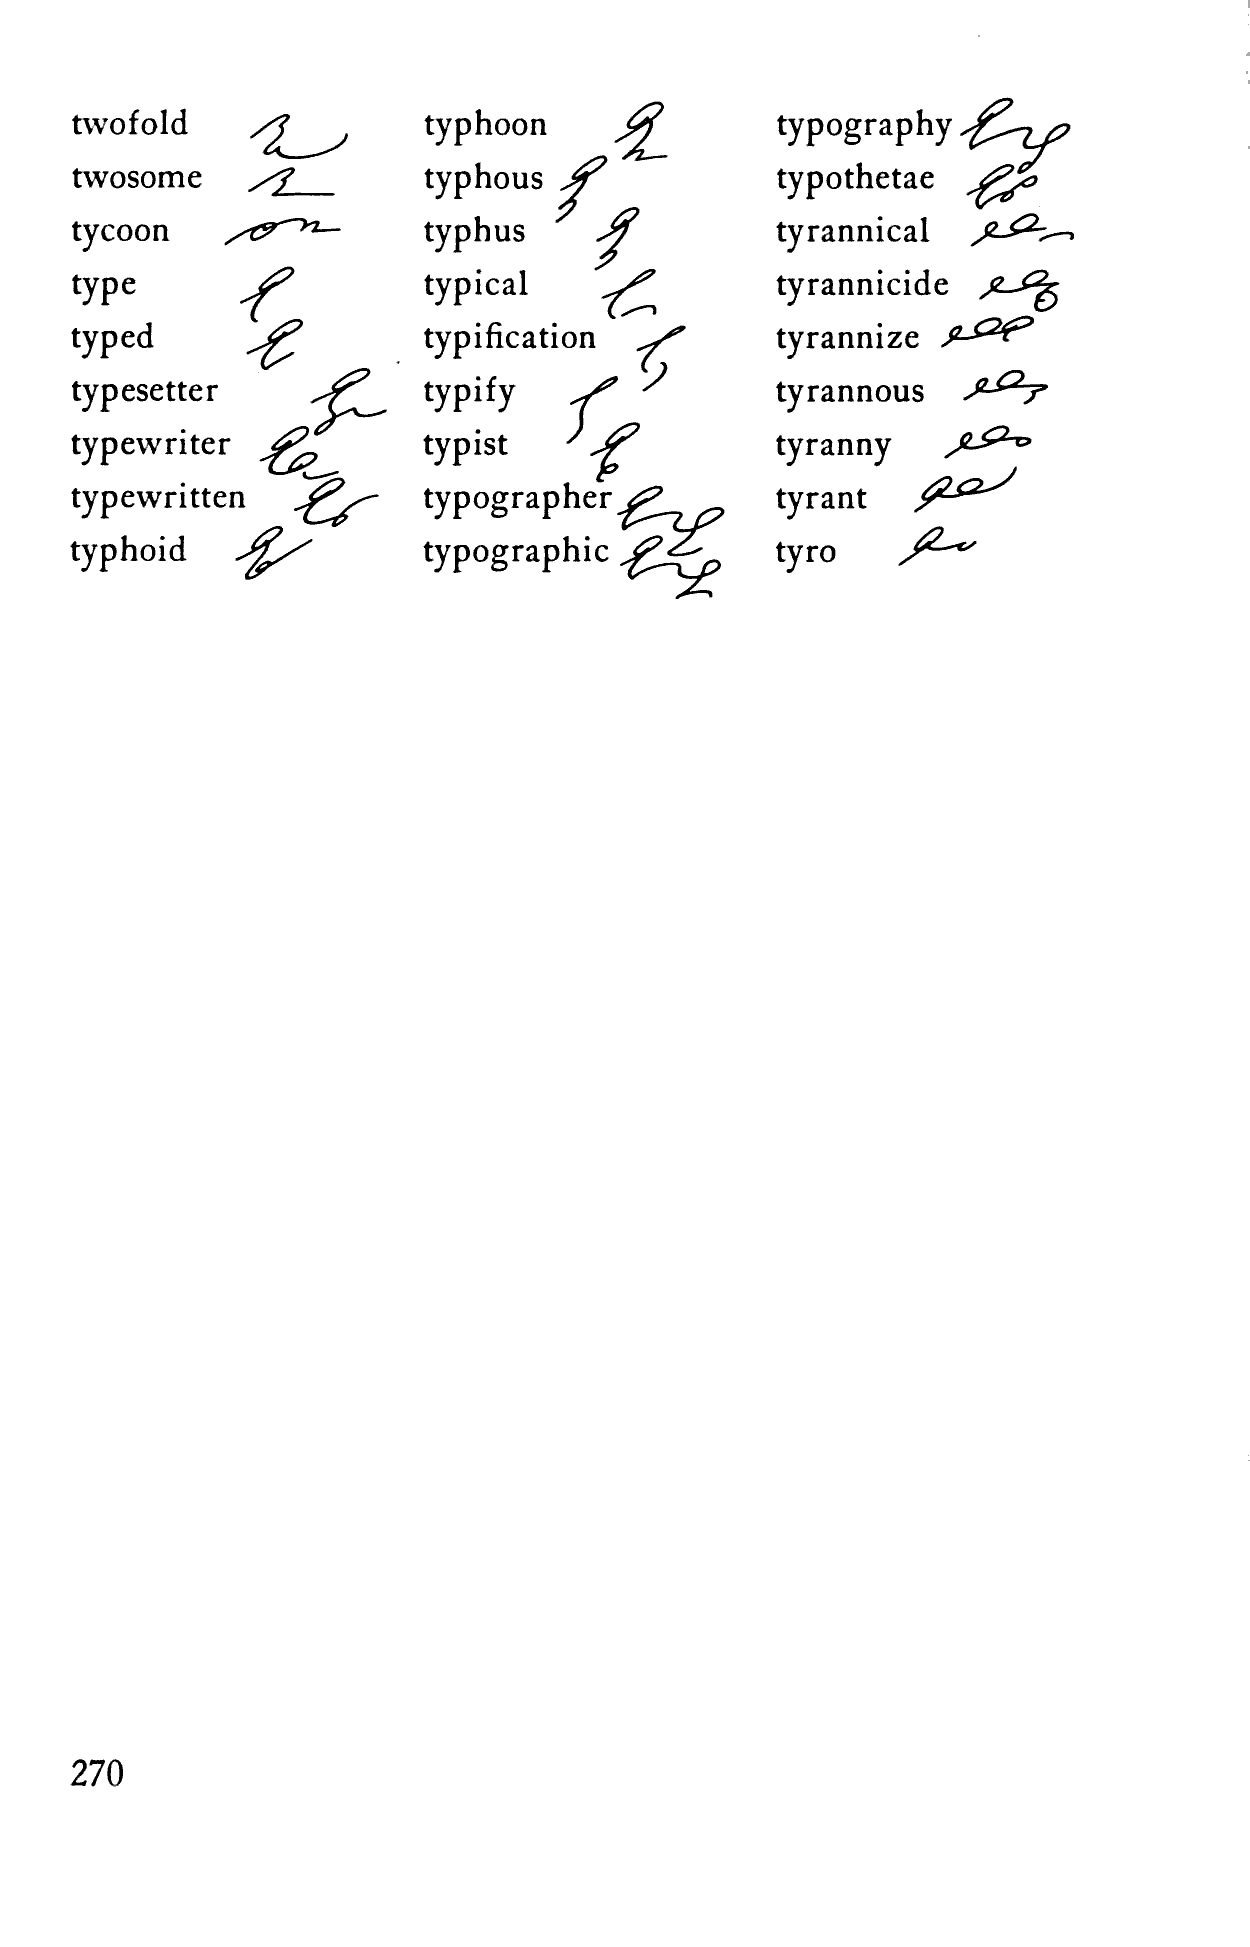 twofold
twosome
tycoon
type
typed
typesetter
typewriter
typewritten
typhoid
typhoon
typhous
typhus
typical
typification
typify
typist
typographer
typographic
typography
typothetae
tyrannical
tyrannicide
tyrannize
tyrannous
tyranny
tyrant
tyro
270